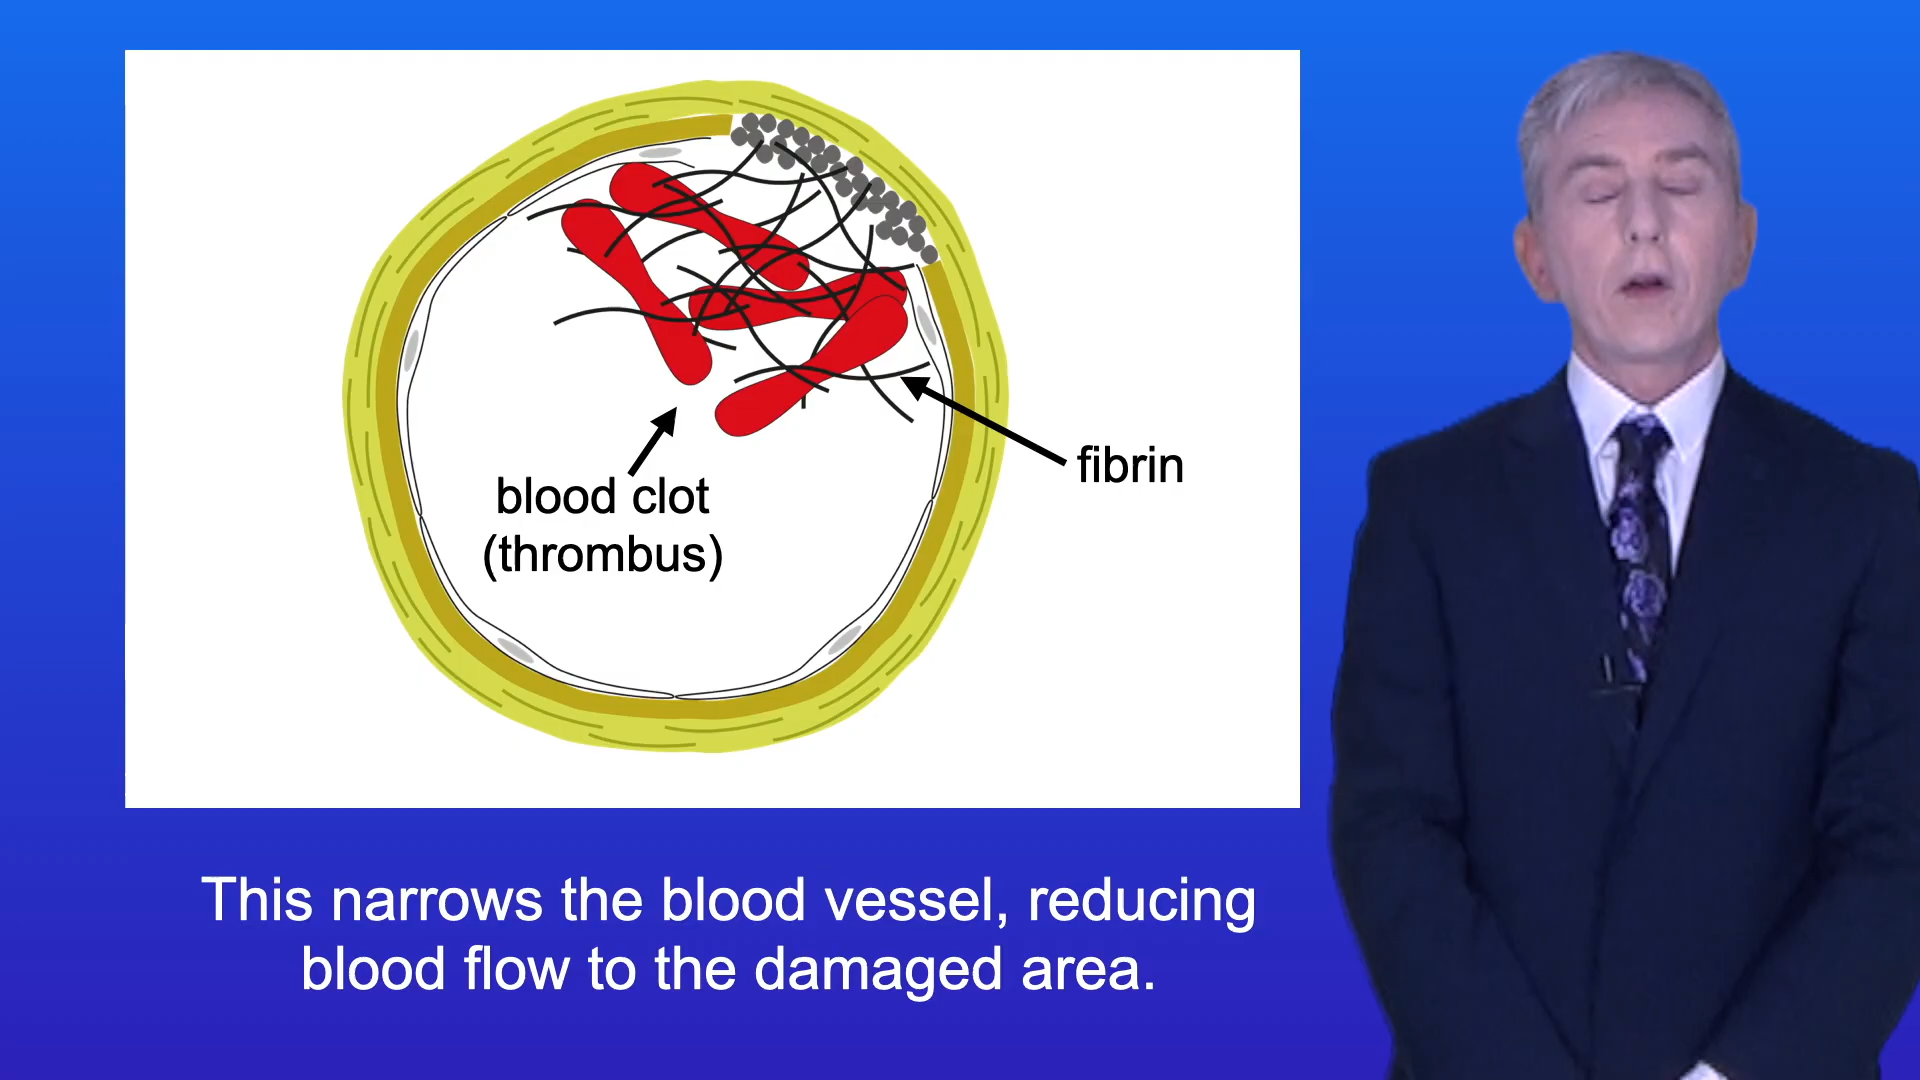 blood clot
(thrombus)
fibrin
This narrows the blood vessel, reducing
blood flow to the damaged area.